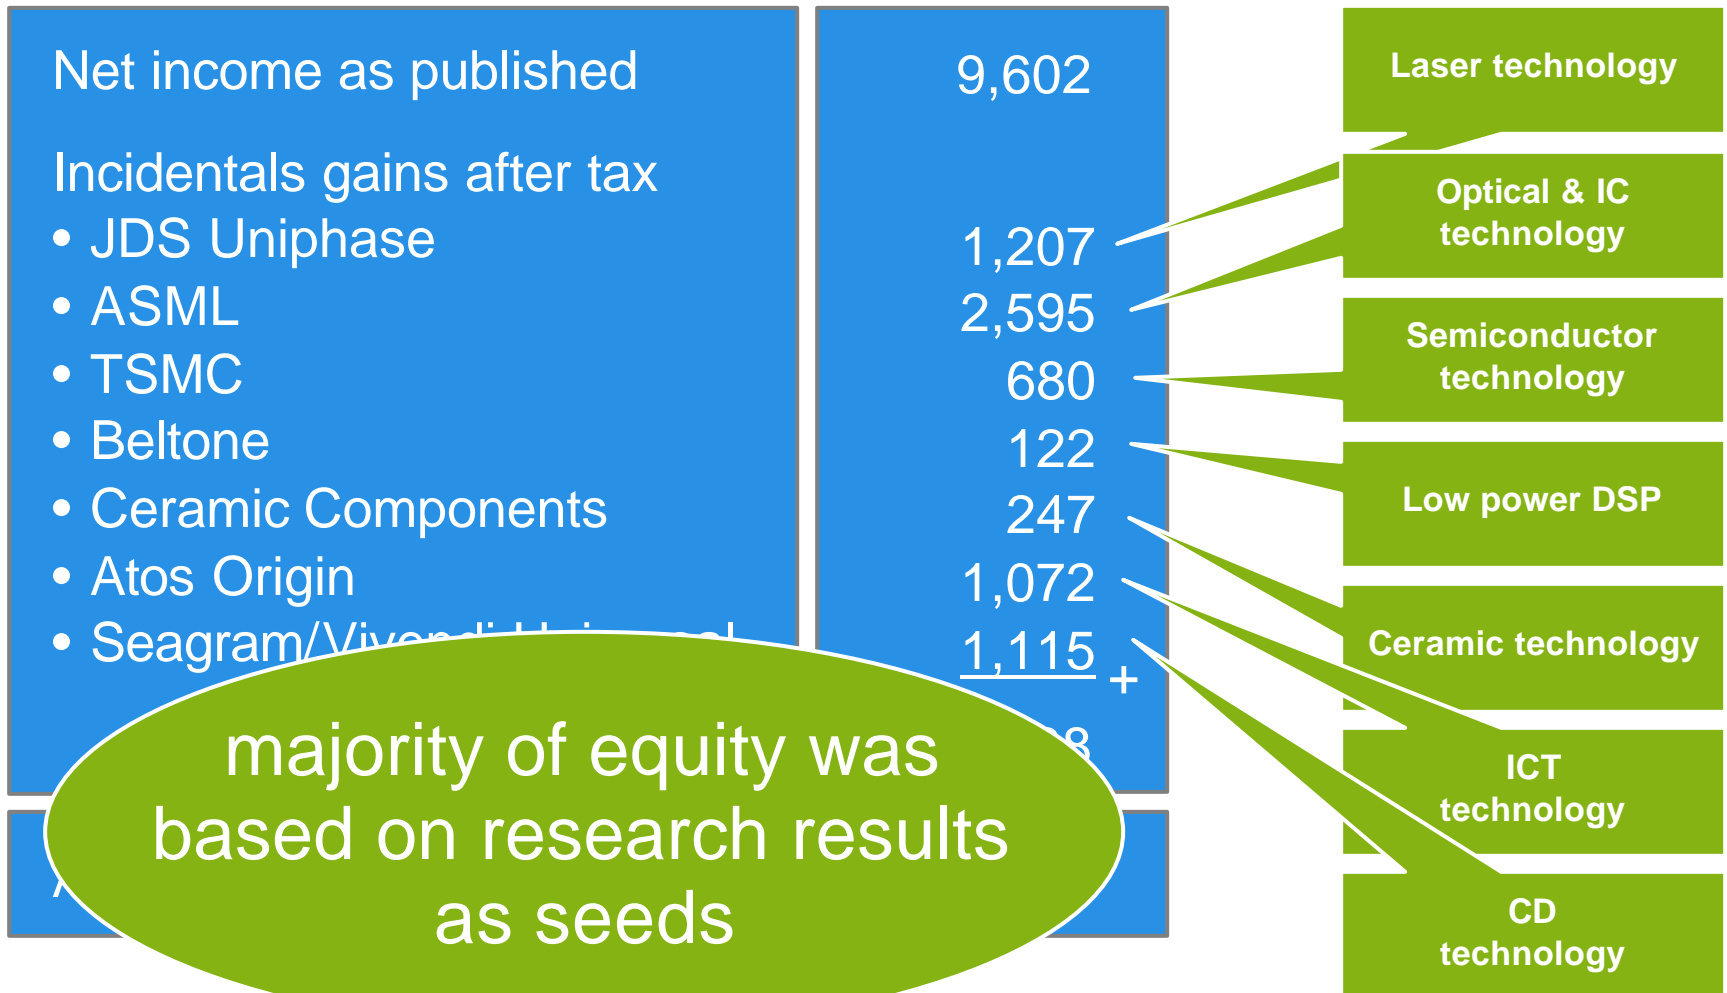 Net income as published 9,602
Laser technology
Incidentals gains after tax
• JDS Uniphase 1,207
Optical & IC
technology
• ASML 2,595
• TSMC 680
Semiconductor
technology
• Beltone 122
Low power DSP
• Ceramic Components 247
• Atos Origin 1,072
Ceramic technology
• Seagram/ 1,115 +
ICT
technology
CD
technology
majority of equity was
based on research results
as seeds